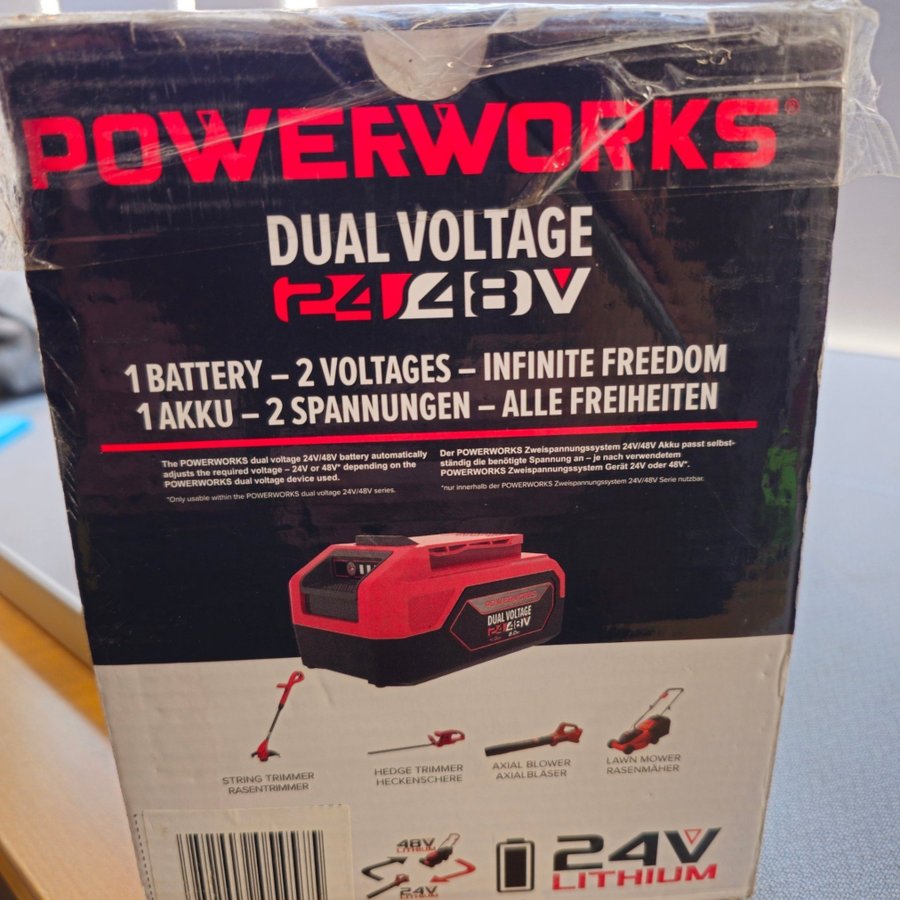 POWERWORKS®
DUAL VOLTAGE
24/48V
1 BATTERY – 2 VOLTAGES – INFINITE FREEDOM
1 AKKU – 2 SPANNUNGEN – ALLE FREIHEITEN
The POWERWORKS dual voltage 24V/48V battery automatically
adjusts the required voltage – 24V or 48V* depending on the
POWERWORKS dual voltage device used.
*Only usable within the POWERWORKS dual voltage 24V/48V series.
Der POWERWORKS Zweispannungssystem 24V/48V Akku passt selbst-
ständig die benötigte Spannung an – je nach verwendetem
POWERWORKS Zweispannungssystem Gerät 24V oder 48V*.
*nur innerhalb der POWERWORKS Zweispannungssystem 24V/48V Serie nutzbar.
POWERWORKS
DUAL VOLTAGE
24/48V
STRING TRIMMER
RASENTRIMMER
HEDGE TRIMMER
HECKENSCHERE
AXIAL BLOWER
AXIALBLÄSER
LAWN MOWER
RASENMÄHER
48V
LITHIUM
24V
LITHIUM
24V
LITHIUM